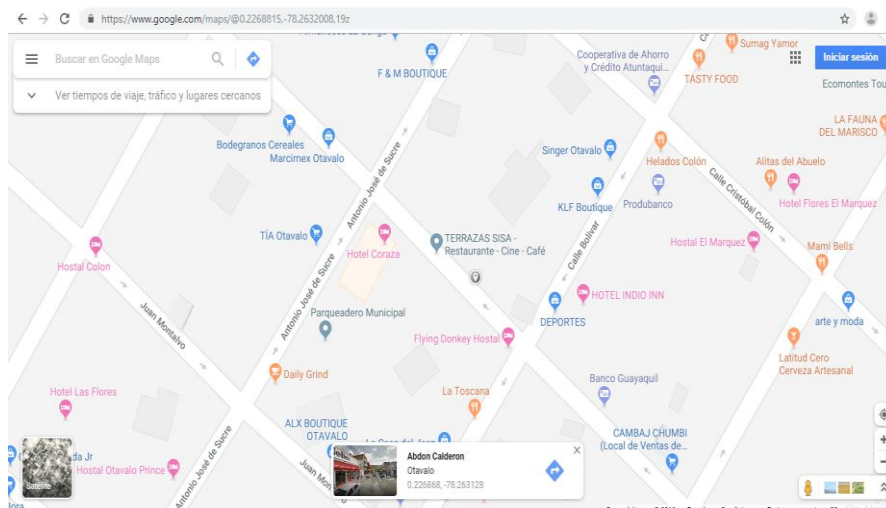 https://www.google.com/maps/@0.2268815,-78.2632008,19z
Buscar en Google Maps
Iniciar sesión
Ver tiempos de viaje, tráfico y lugares cercanos
F & M BOUTIQUE
Cooperativa de Ahorro
y Crédito Atuntaqui...
Sumag Yamor
TASTY FOOD
Ecomontes Tou
LA FAUNA
DEL MARISCO
Bodegranos Cereales
Marcimex Otavalo
Singer Otavalo
Helados Colón
Alitas del Abuelo
Antonio José de Sucre
Calle Cristóbal Colón
KLF Boutique
Produbanco
Hotel Flores El Marquez
TÍA Otavalo
Hotel Coraza
TERRAZAS SISA -
Restaurante - Cine - Café
Calle Bolívar
Hostal El Marquez
Mami Bells
Hostal Colon
Antonio José de Sucre
HOTEL INDIO INN
Juan Montalvo
Parqueadero Municipal
DEPORTES
arte y moda
Flying Donkey Hostal
Daily Grind
Latitud Cero
Cerveza Artesanal
Hotel Las Flores
La Toscana
Banco Guayaquil
ALX BOUTIQUE
OTAVALO
CAMBAJ CHUMBI
(Local de Ventas de...
Antonio José de Sucre
Juan Mon
da Jr
Hostal Otavalo Prince
Satélite
Abdon Calderon
Otavalo
0.226868, -78.263128